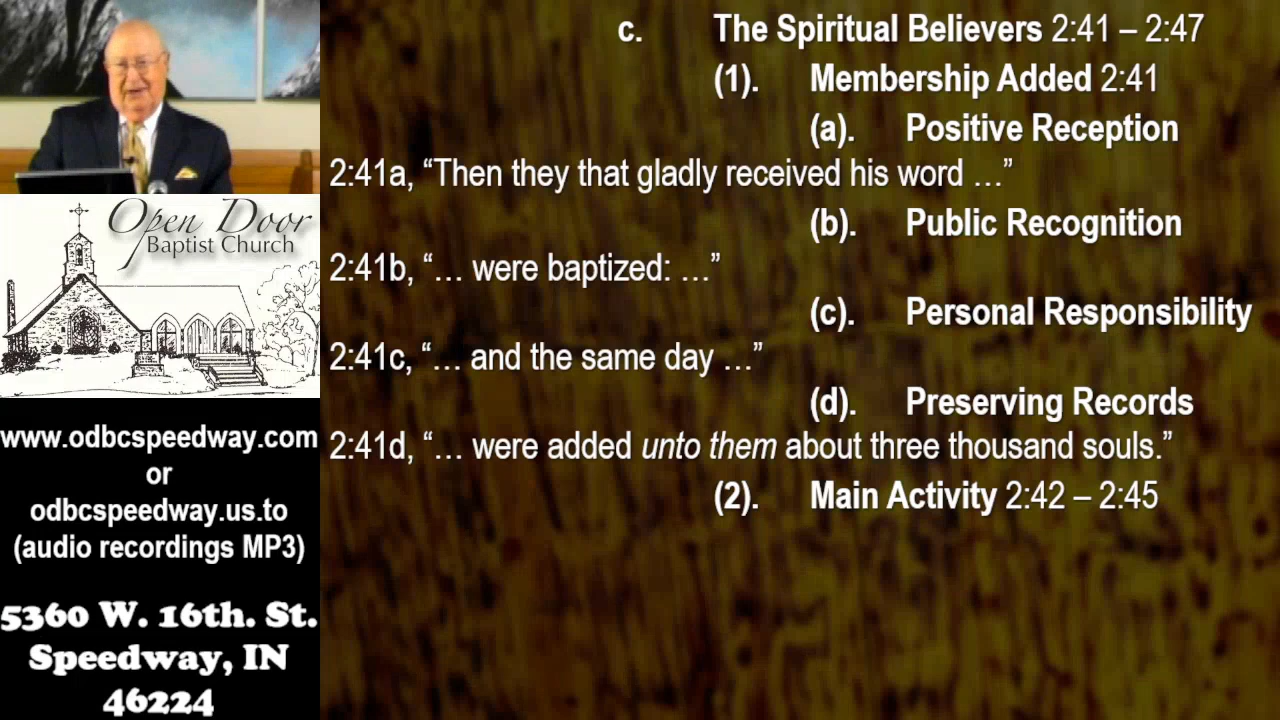 Open Door
Baptist Church
www.odbcspeedway.com
or
odbcspeedway.us.to
(audio recordings MP3)
5360 W. 16th. St.
Speedway, IN
46224
c. The Spiritual Believers 2:41 – 2:47
(1). Membership Added 2:41
(a). Positive Reception
2:41a, “Then they that gladly received his word …”
(b). Public Recognition
2:41b, “… were baptized: …”
(c). Personal Responsibility
2:41c, “… and the same day …”
(d). Preserving Records
2:41d, “… were added unto them about three thousand souls.”
(2). Main Activity 2:42 – 2:45